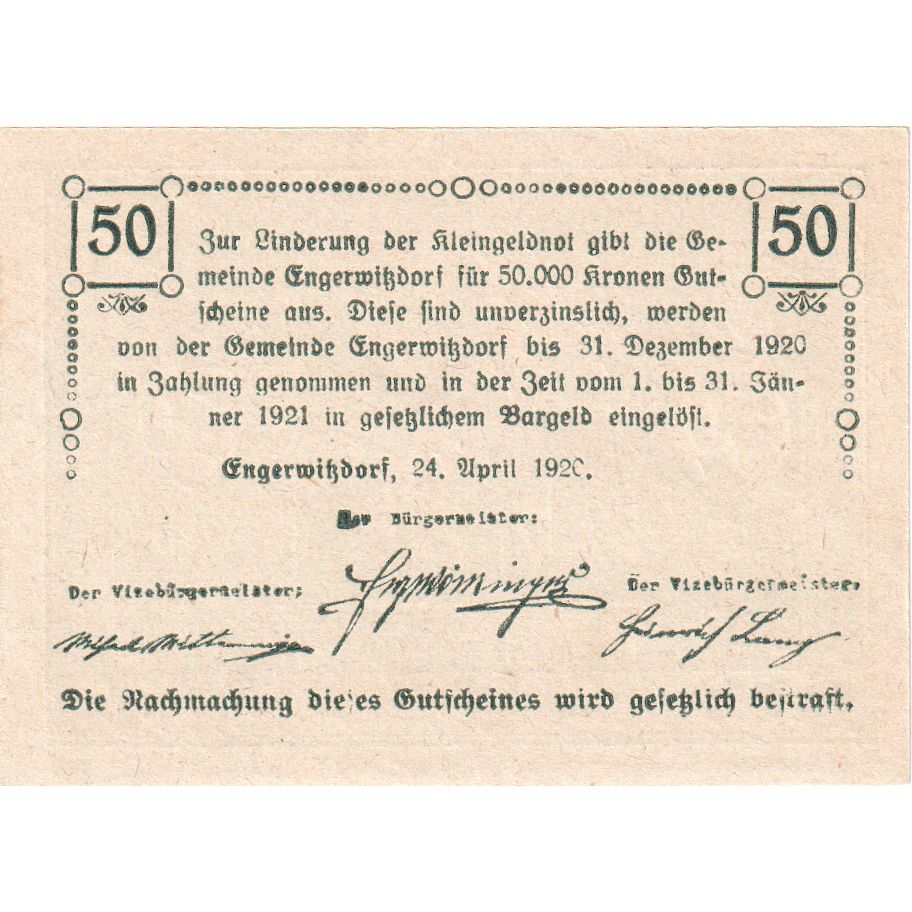 50
50
Zur Linderung der Kleingeldnot gibt die Ge-
meinde Engerwitzdorf für 50.000 Kronen Gut-
scheine aus. Diese sind unverzinslich, werden
von der Gemeinde Engerwitzdorf bis 31. Dezember 1920
in Zahlung genommen und in der Zeit vom 1. bis 31. Jän-
ner 1921 in gesetzlichem Bargeld eingelöst.
Engerwitzdorf, 24. April 1920.
Der Bürgermeister:
Der Vizebürgermeister:
Der Vizebürgermeister.
Heinrich
Die Nachmachung dieses Gutscheines wird gesetzlich bestraft.